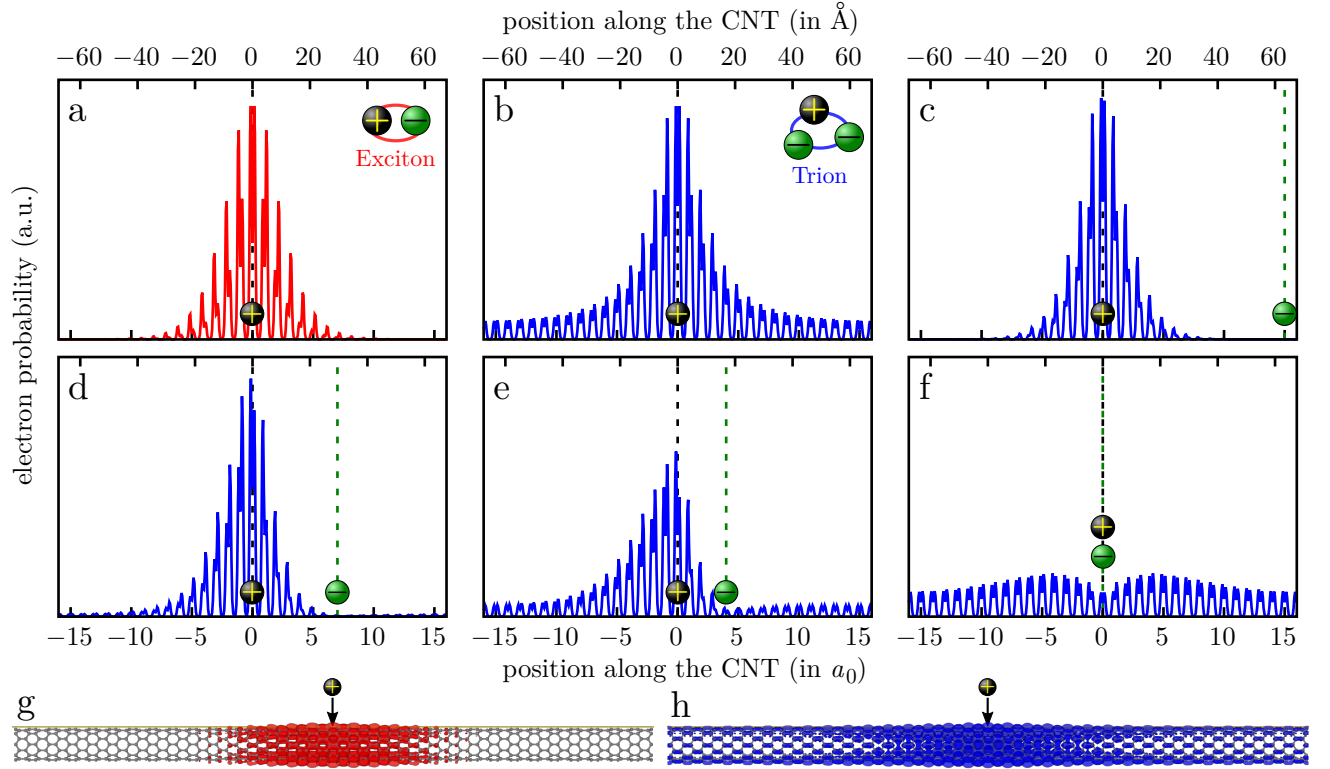 position along the CNT (in Å)
−60 −40 −20 0 20 40 60 −60 −40 −20 0 20 40 60 −60 −40 −20 0 20 40 60
a b c
Exciton Trion
electron probability (a.u.)
d e f
−15 −10 −5 0 5 10 15 −15 −10 −5 0 5 10 15 −15 −10 −5 0 5 10 15
position along the CNT (in a0)
g h